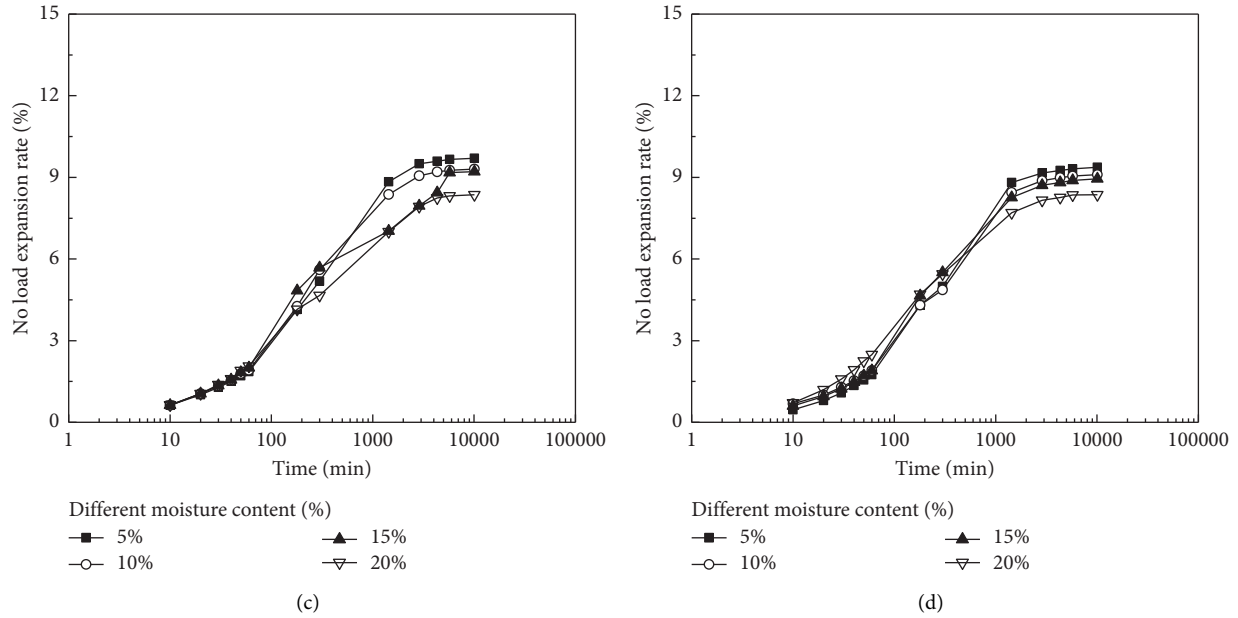 15
12
9
6
3
0
No load expansion rate (%)
1 10 100 1000 10000 100000
Time (min)
Different moisture content (%)
5% 15%
10% 20%
(c)
15
12
9
6
3
0
No load expansion rate (%)
1 10 100 1000 10000 100000
Time (min)
Different moisture content (%)
5% 15%
10% 20%
(d)